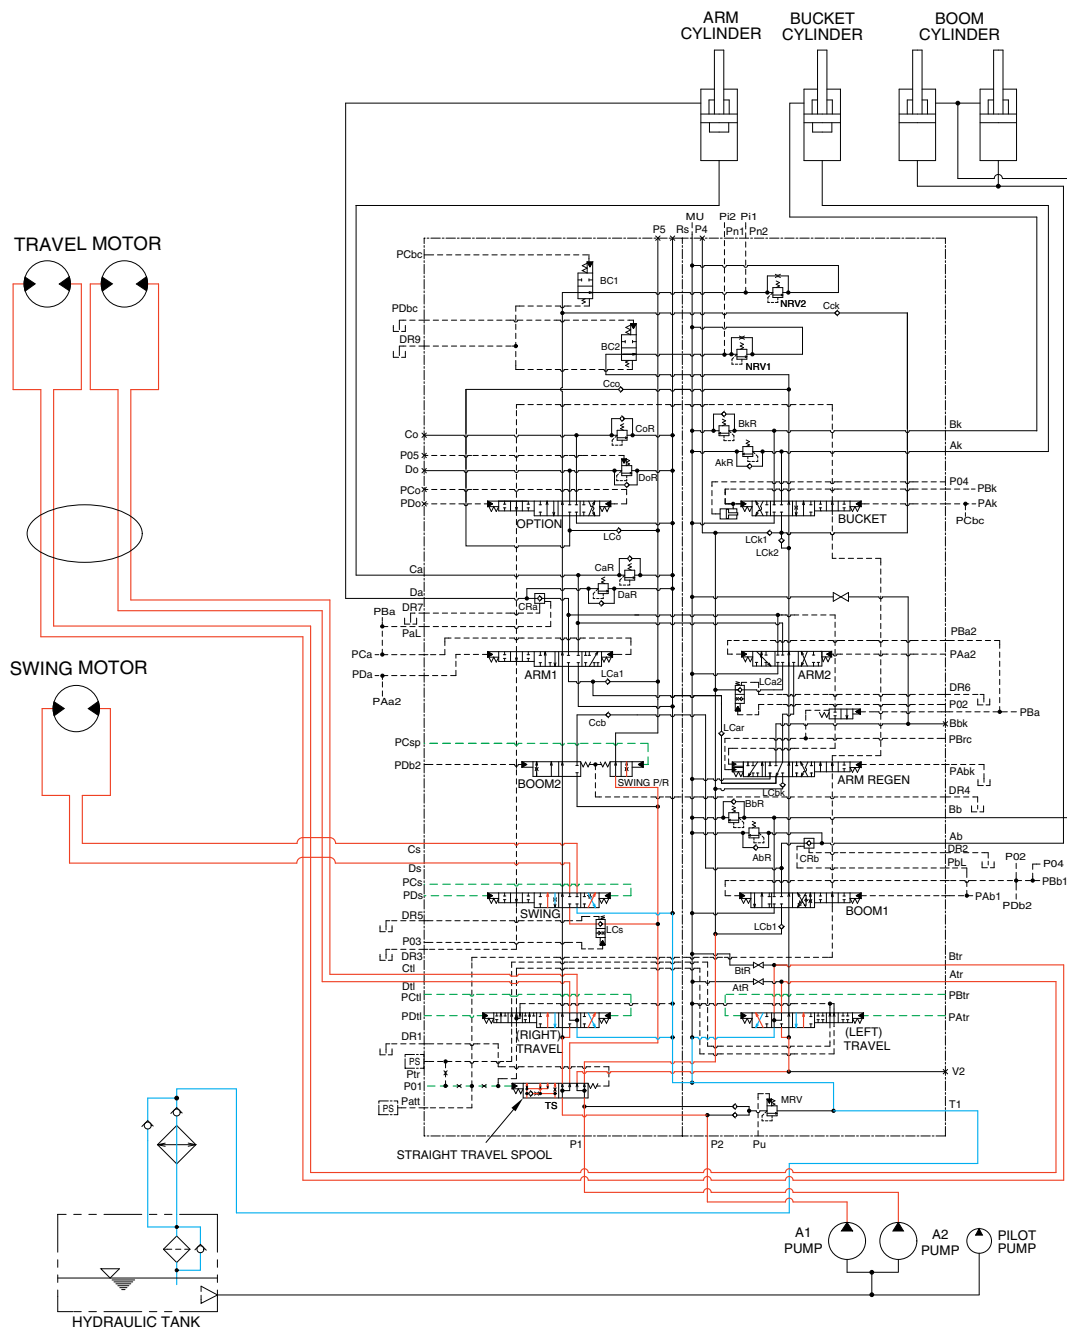 ARM
CYLINDER
BUCKET
CYLINDER
BOOM
CYLINDER
TRAVEL MOTOR
SWING MOTOR
MU
Pi2
Pi1
P5
Rs
P4
Pn1
Pn2
PCbc
BC1
NRV2
Cck
PDbc
DR9
BC2
NRV1
Cco
Co
CoR
BkR
Bk
P05
AkR
Ak
Do
DoR
PCo
P04
PBk
PDo
PAk
OPTION
BUCKET
PCbc
LCo
LCk1
LCk2
Ca
CaR
Da
DaR
CRa
PBa
DR7
PaL
PBa2
PCa
PAa2
PDa
ARM1
LCa1
LCa2
ARM2
PAa2
DR6
P02
PBa
Ccb
LCar
Bbk
PCsp
PBrc
PDb2
BOOM2
SWING P/R
ARM REGEN
PAbk
LCbk
DR4
BbR
Bb
AbR
CRb
Ab
Cs
DR2
Ds
PbL
P02
P04
PCs
PBb1
PDs
PAb1
SWING
BOOM1
PDb2
DR5
LCs
LCb1
P03
DR3
Btr
Ctl
BtR
Atr
Dtl
AtR
PCtl
PBtr
PDtl
PAtr
(RIGHT)
TRAVEL
(LEFT)
TRAVEL
DR1
PS
Ptr
V2
P01
Patt
PS
TS
MRV
T1
P1
P2
Pu
STRAIGHT TRAVEL SPOOL
A1
PUMP
A2
PUMP
PILOT
PUMP
HYDRAULIC TANK